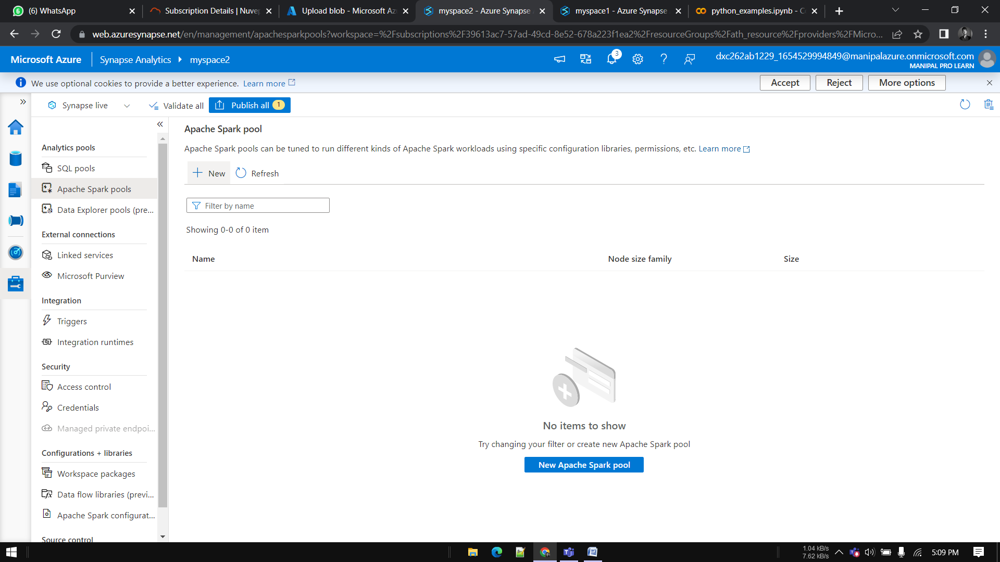 (6) WhatsApp
Subscription Details | Nuvep
Upload blob - Microsoft Az
myspace2 - Azure Synapse
myspace1 - Azure Synapse
python_examples.ipynb - C
web.azuresynapse.net/en/management/apachesparkpools?workspace=%2Fsubscriptions%2F39613ac7-57ad-49cd-8e52-678a223f1ea2%2FresourceGroups%2Fath_resource%2Fproviders%2FMicro...
Microsoft Azure
Synapse Analytics
myspace2
3
dxc262ab1229_1654529994849@manipalazure.onmicrosoft.com
MANIPAL PRO LEARN
We use optional cookies to provide a better experience. Learn more
Accept
Reject
More options
Synapse live
Validate all
Publish all 1
Analytics pools
SQL pools
Apache Spark pools
Data Explorer pools (pre...
External connections
Linked services
Microsoft Purview
Integration
Triggers
Integration runtimes
Security
Access control
Credentials
Managed private endpoi...
Configurations + libraries
Workspace packages
Data flow libraries (previ...
Apache Spark configurat...
Source control
Apache Spark pool
Apache Spark pools can be tuned to run different kinds of Apache Spark workloads using specific configuration libraries, permissions, etc. Learn more
New
Refresh
Filter by name
Showing 0-0 of 0 item
Name
Node size family
Size
No items to show
Try changing your filter or create new Apache Spark pool
New Apache Spark pool
1.04 kB/s
7.62 kB/s
5:09 PM